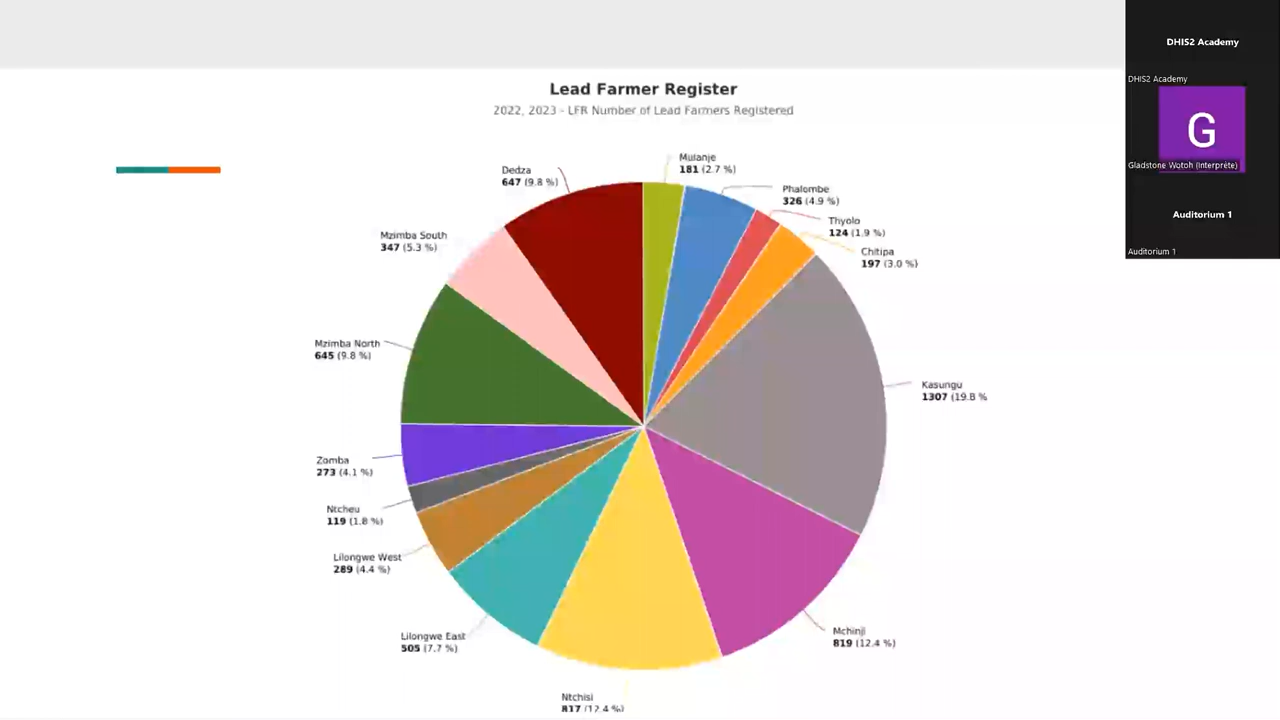 Lead Farmer Register
2022, 2023 - LFR Number of Lead Farmers Registered
Mulanje
181 (2.7 %)
Phalombe
326 (4.9 %)
Thyolo
124 (1.9 %)
Chitipa
197 (3.0 %)
Kasungu
1307 (19.8 %
Mchinji
819 (12.4 %)
Ntchisi
817 (12.4 %)
Lilongwe East
505 (7.7 %)
Lilongwe West
289 (4.4 %)
Ntcheu
119 (1.8 %)
Zomba
273 (4.1 %)
Mzimba North
645 (9.8 %)
Mzimba South
347 (5.3 %)
Dedza
647 (9.8 %)
DHIS2 Academy
DHIS2 Academy
G
Gladstone Wotoh (Interprète)
Auditorium 1
Auditorium 1